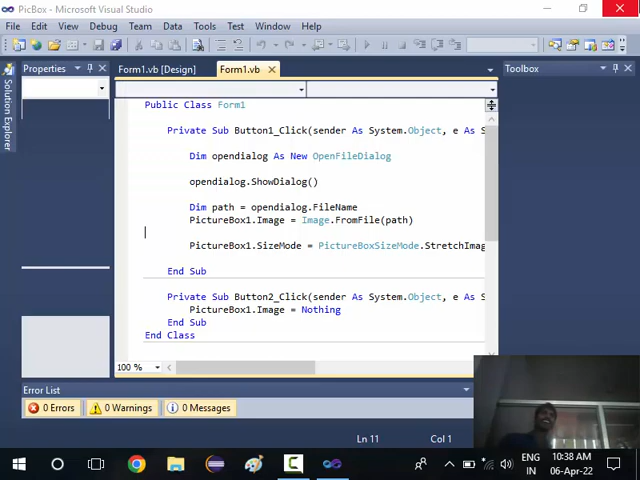 PicBox - Microsoft Visual Studio
File Edit View Project Debug Team Data Tools Test Window Help
Properties
Form1.vb [Design]
Form1.vb
Toolbox
Solution Explorer
Public Class Form1
Private Sub Button1_Click(sender As System.Object, e As S
Dim opendialog As New OpenFileDialog
opendialog.ShowDialog()
Dim path = opendialog.FileName
PictureBox1.Image = Image.FromFile(path)
PictureBox1.SizeMode = PictureBoxSizeMode.StretchImag
End Sub
Private Sub Button2_Click(sender As System.Object, e As S
PictureBox1.Image = Nothing
End Sub
End Class
100 %
Error List
0 Errors
0 Warnings
0 Messages
Ln 11
Col 1
ENG
IN
10:38 AM
06-Apr-22